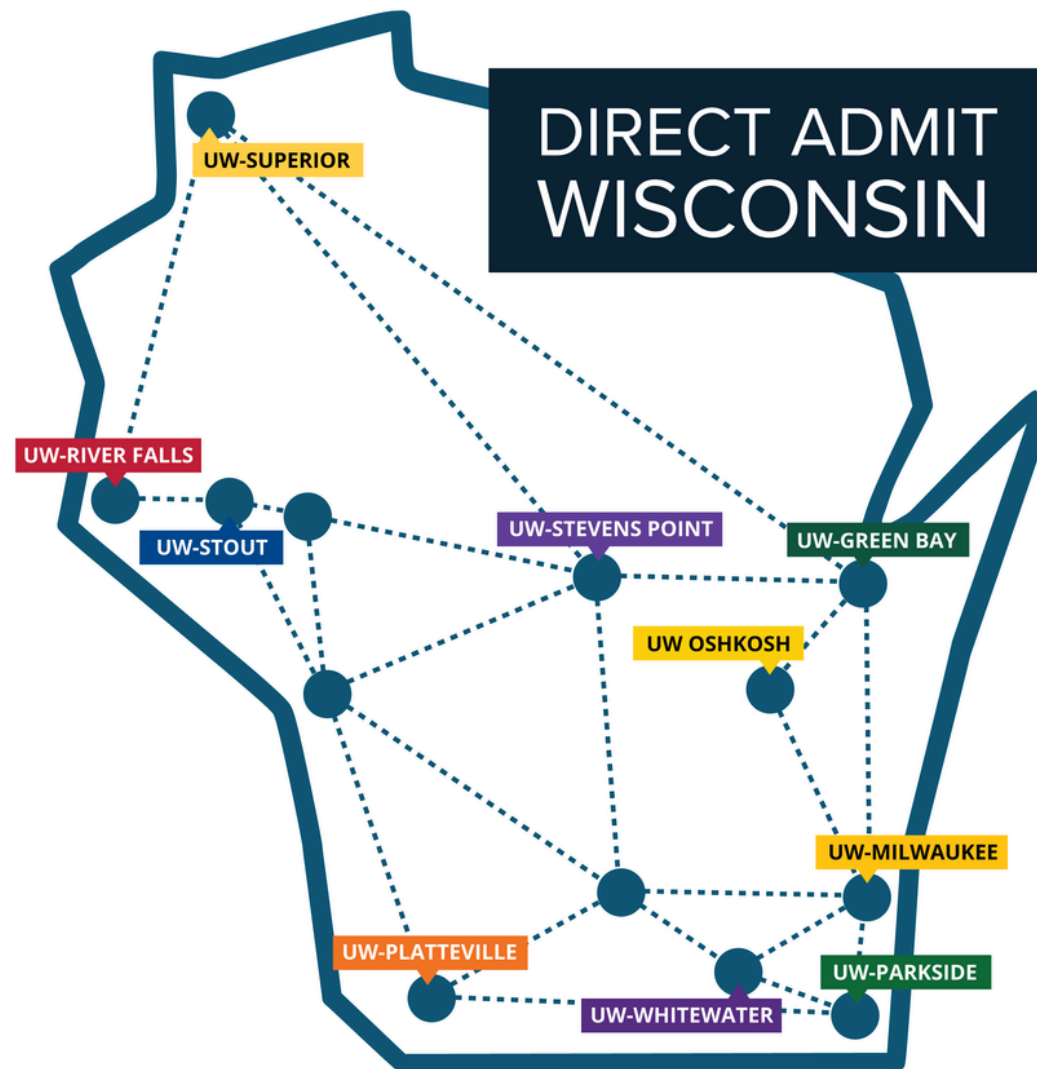 DIRECT ADMIT
WISCONSIN
UW-SUPERIOR
UW-RIVER FALLS
UW-STOUT
UW-STEVENS POINT
UW-GREEN BAY
UW OSHKOSH
UW-MILWAUKEE
UW-PLATTEVILLE
UW-PARKSIDE
UW-WHITEWATER